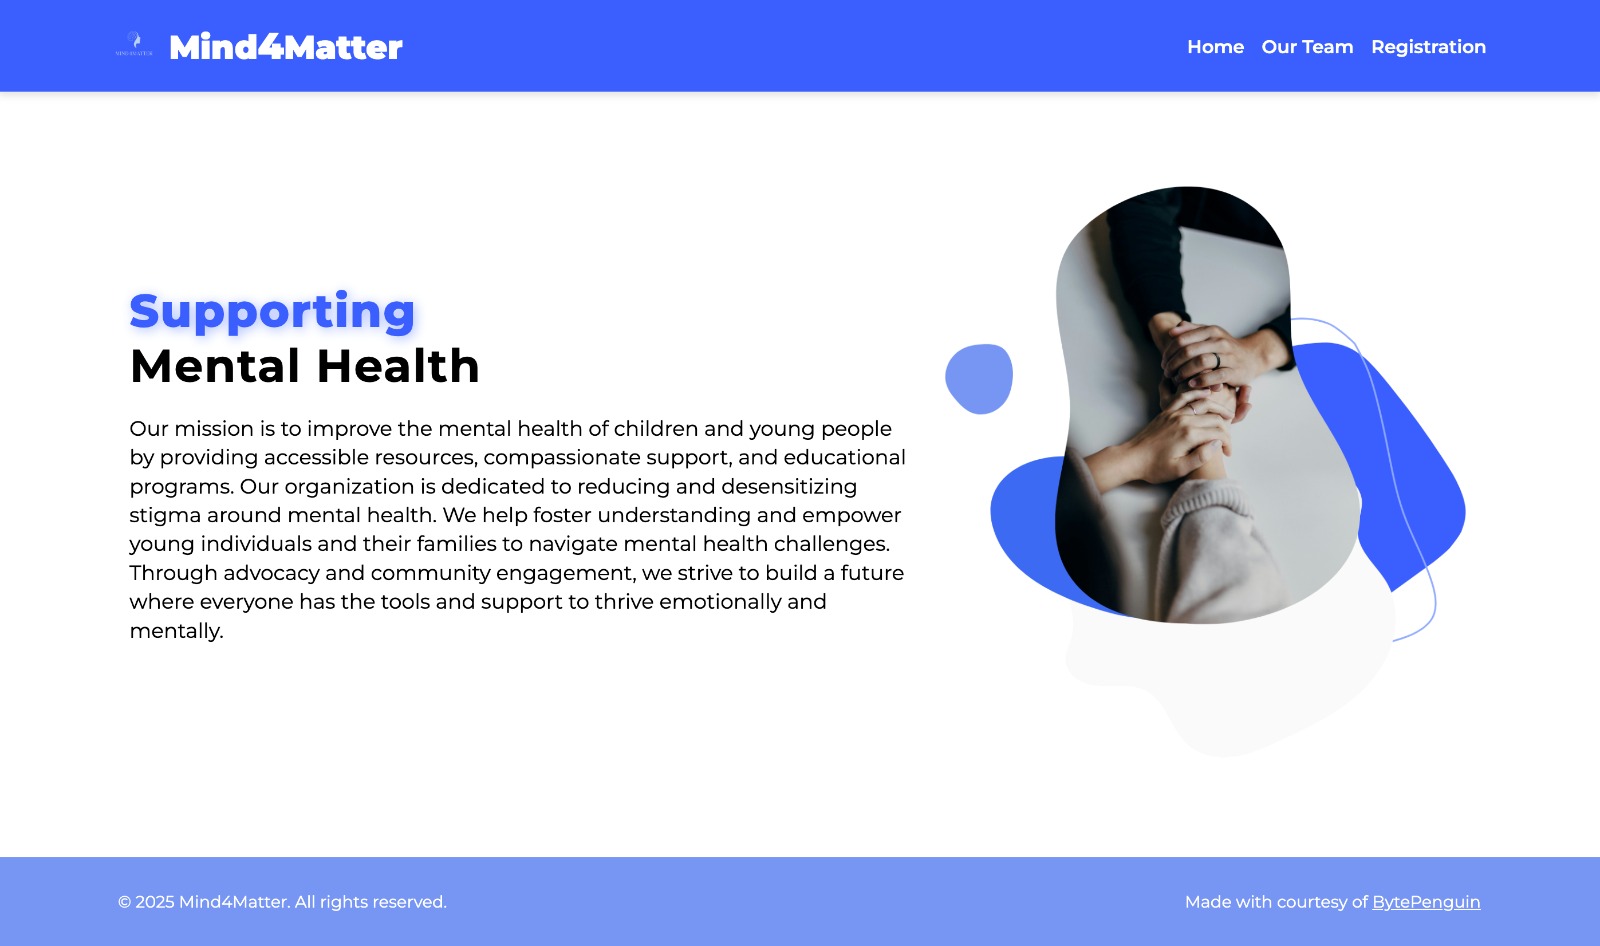 MIND4MATTER
Mind4Matter
Home Our Team Registration
Supporting
Mental Health
Our mission is to improve the mental health of children and young people
by providing accessible resources, compassionate support, and educational
programs. Our organization is dedicated to reducing and desensitizing
stigma around mental health. We help foster understanding and empower
young individuals and their families to navigate mental health challenges.
Through advocacy and community engagement, we strive to build a future
where everyone has the tools and support to thrive emotionally and
mentally.
© 2025 Mind4Matter. All rights reserved.
Made with courtesy of BytePenguin